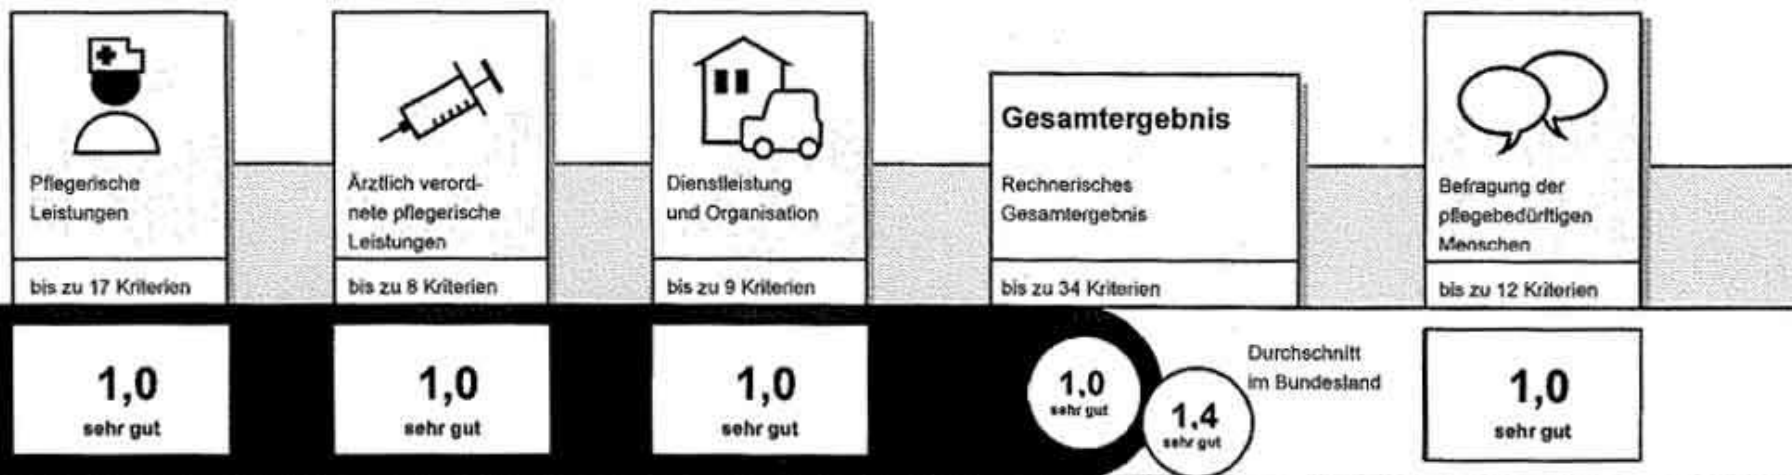 Pflegerische
Leistungen
bis zu 17 Kriterien
1,0
sehr gut
Ärztlich verord-
nete pflegerische
Leistungen
bis zu 8 Kriterien
1,0
sehr gut
Dienstleistung
und Organisation
bis zu 9 Kriterien
1,0
sehr gut
Gesamtergebnis
Rechnerisches
Gesamtergebnis
bis zu 34 Kriterien
1,0
sehr gut
1,4
sehr gut
Durchschnitt
im Bundesland
Befragung der
pflegebedürftigen
Menschen
bis zu 12 Kriterien
1,0
sehr gut